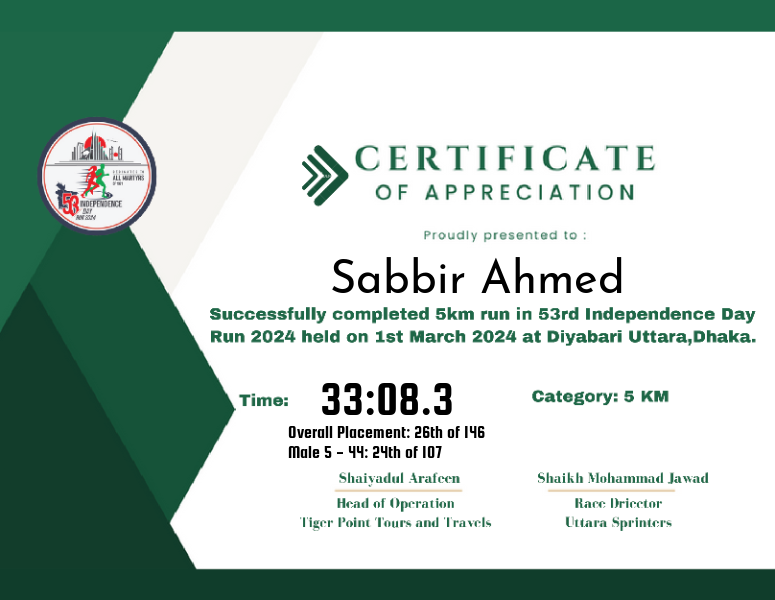 CERTIFICATE
OF APPRECIATION
Proudly presented to :
Sabbir Ahmed
Successfully completed 5km run in 53rd Independence Day
Run 2024 held on 1st March 2024 at Diyabari Uttara,Dhaka.
DEDICATED TO
ALL MARTYRS
OF 1971
53
INDEPENDENCE
DAY
RUN 2024
Time: 33:08.3 Category: 5 KM
Overall Placement: 26th of 146
Male 5 - 44: 24th of 107
Shaiyadul Arafeen Shaikh Mohammad Jawad
Head of Operation Race Driector
Tiger Point Tours and Travels Uttara Sprinters